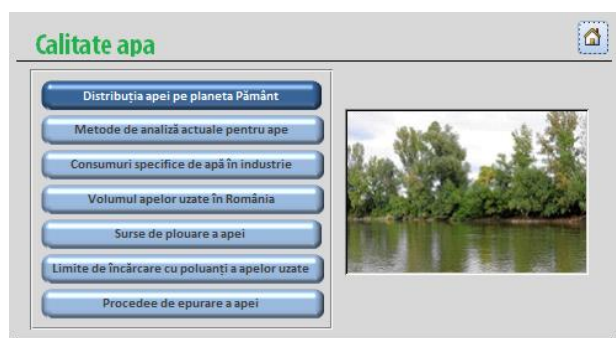 Calitate apa
Distribuția apei pe planeta Pământ
Metode de analiză actuale pentru ape
Consumuri specifice de apă în industrie
Volumul apelor uzate în România
Surse de plouare a apei
Limite de încărcare cu poluanți a apelor uzate
Procedee de epurare a apei